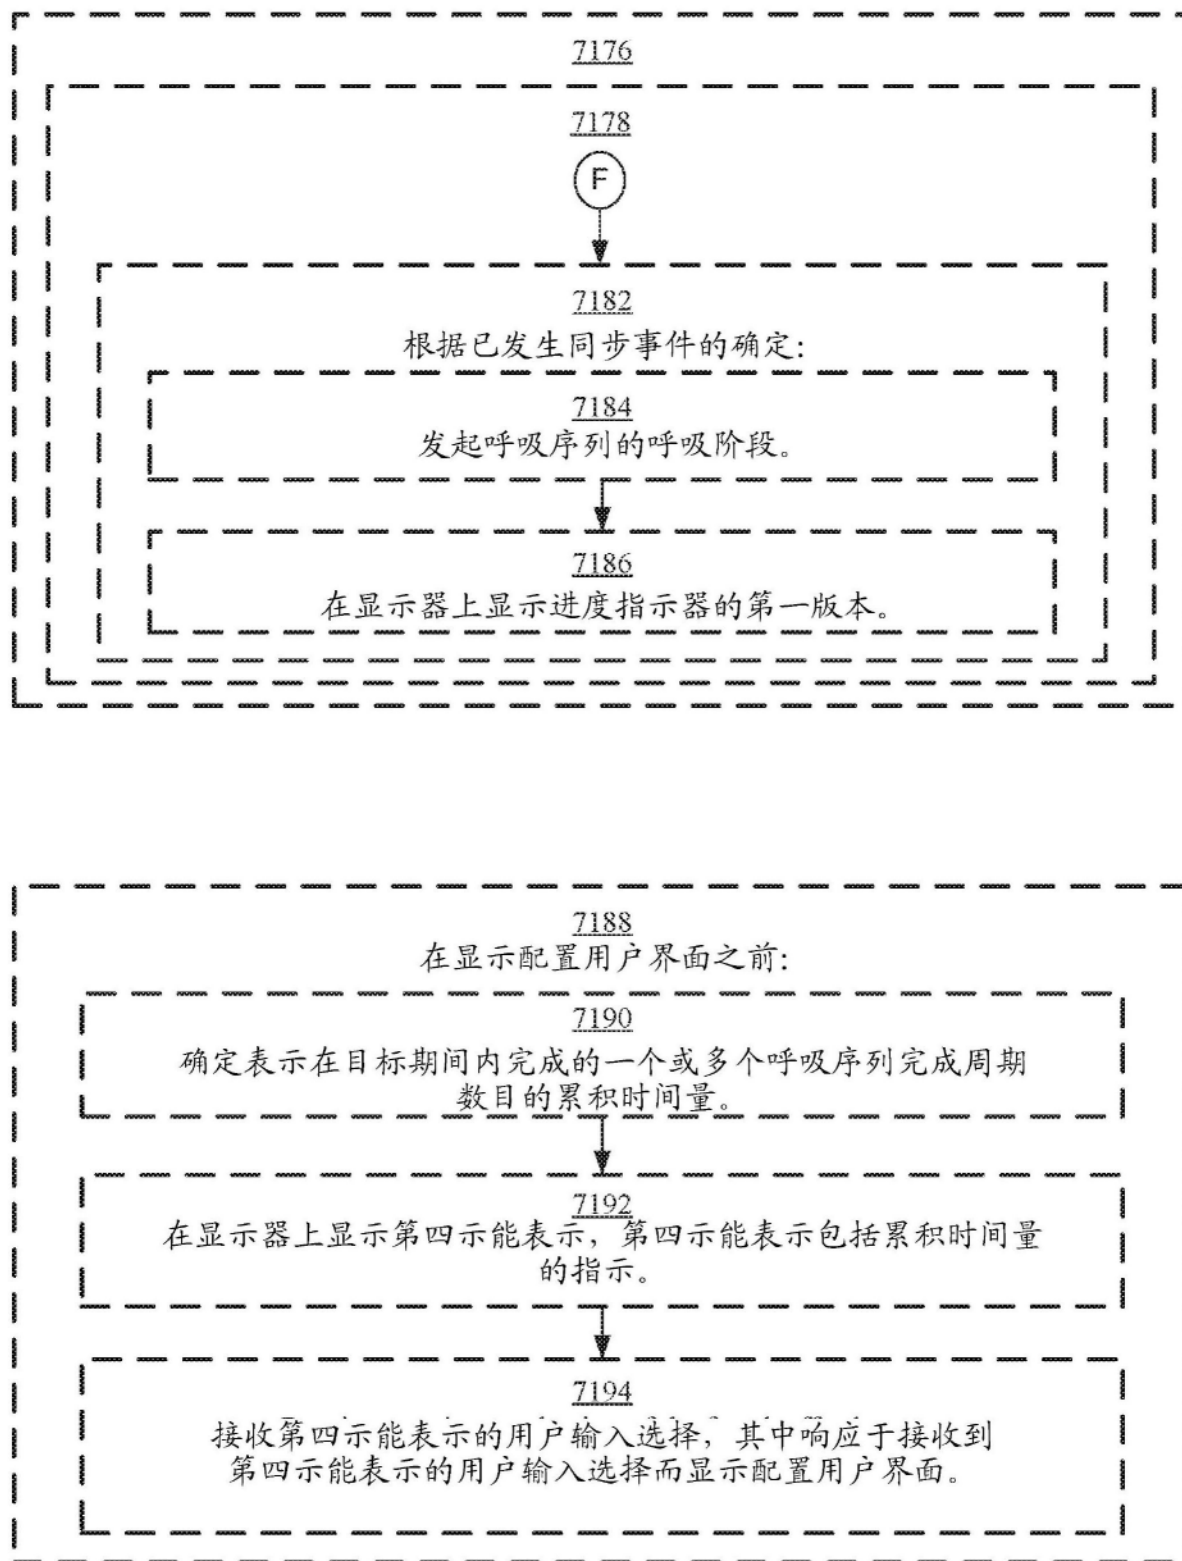 7176
7178
F
7182
根据已发生同步事件的确定：
7184
发起呼吸序列的呼吸阶段。
7186
在显示器上显示进度指示器的第一版本。
7188
在显示配置用户界面之前：
7190
确定表示在目标期间内完成的一个或多个呼吸序列完成周期
数目的累积时间量。
7192
在显示器上显示第四示能表示，第四示能表示包括累积时间量
的指示。
7194
接收第四示能表示的用户输入选择，其中响应于接收到
第四示能表示的用户输入选择而显示配置用户界面。